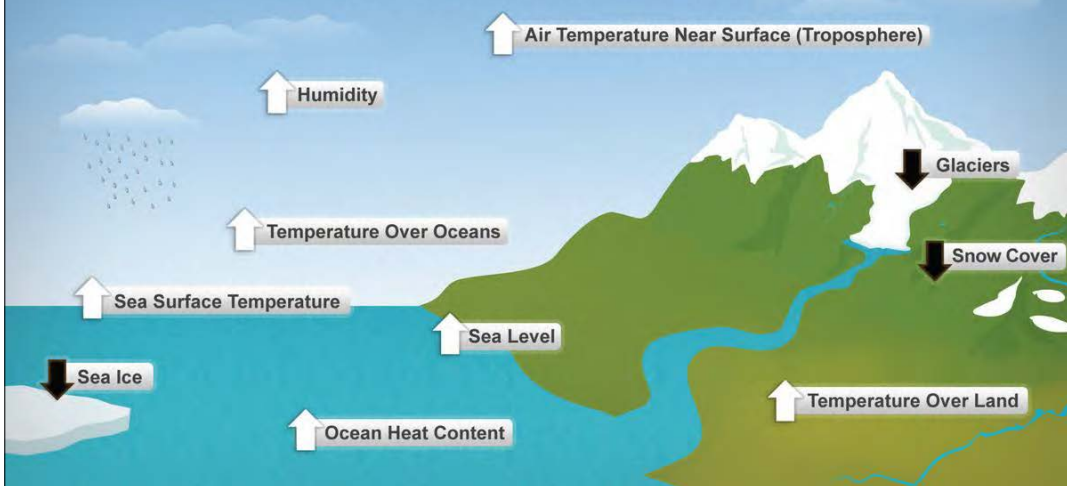 Air Temperature Near Surface (Troposphere)
Humidity
Glaciers
Temperature Over Oceans
Snow Cover
Sea Surface Temperature
Sea Level
Sea Ice
Temperature Over Land
Ocean Heat Content